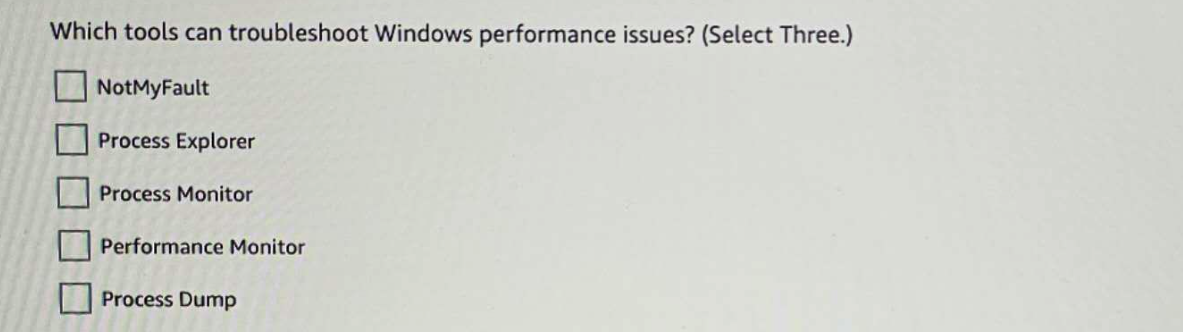 Which tools can troubleshoot Windows performance issues? (Select Three.)
NotMyFault
Process Explorer
Process Monitor
Performance Monitor
Process Dump